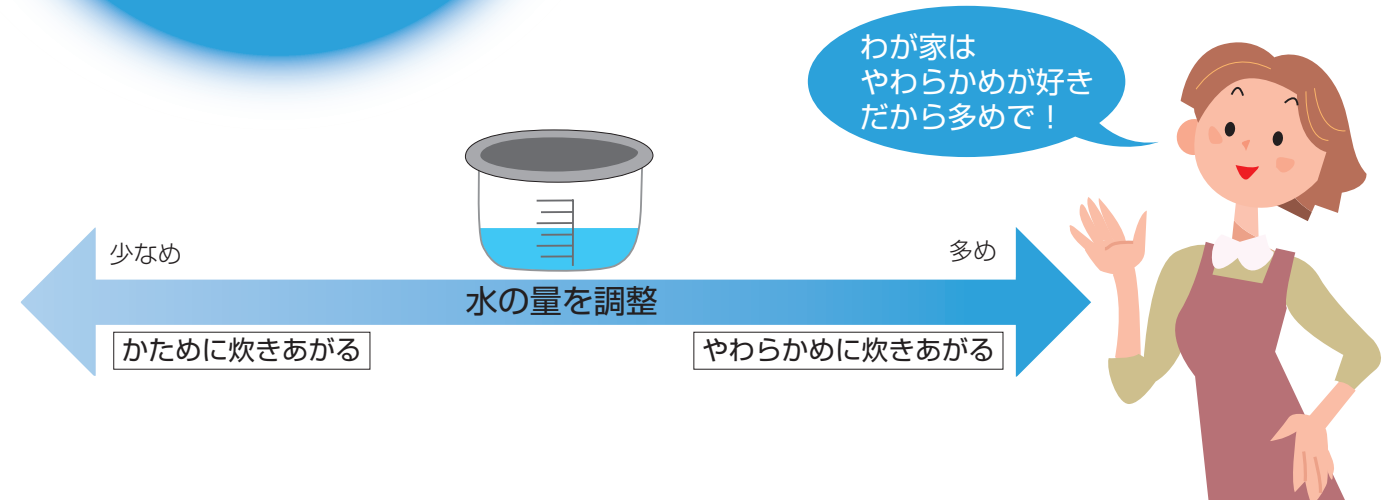 わが家は
やわらかめが好き
だから多めで！
少なめ
多め
水の量を調整
かために炊きあがる
やわらかめに炊きあがる